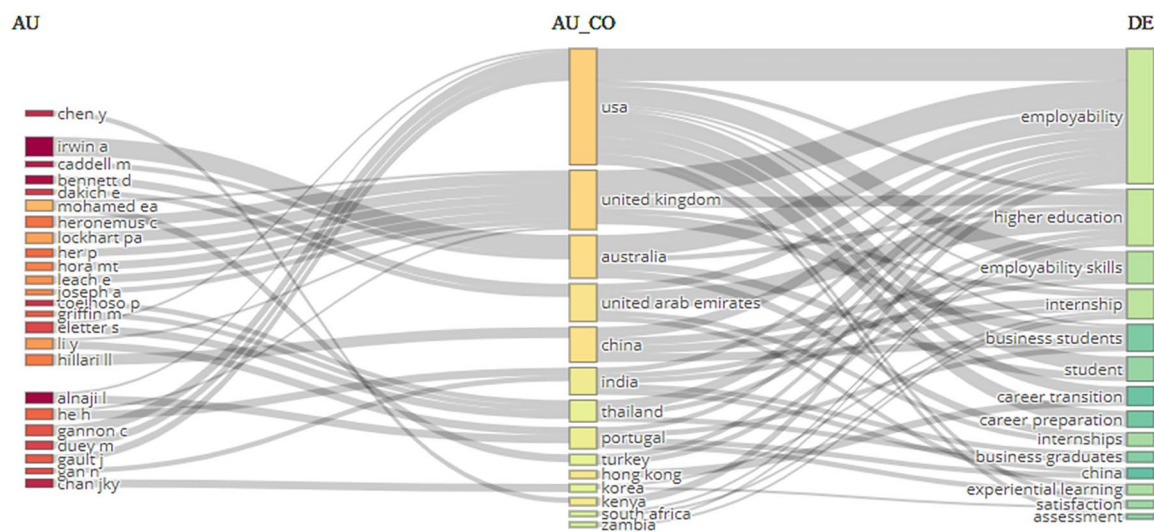 AU
AU_CO
DE
chen y
irwin a
caddell m
bennett d
dakich e
mohamed ea
heronemus c
lockhart pa
her p
hora mt
leach e
joseph a
coelhoso p
griffin m
eletter s
li y
hillari ll
alnaji l
he h
gannon c
duey m
gault j
gan n
chan jky
usa
united kingdom
australia
united arab emirates
china
india
thailand
portugal
turkey
hong kong
korea
kenya
south africa
zambia
employability
higher education
employability skills
internship
business students
student
career transition
career preparation
internships
business graduates
china
experiential learning
satisfaction
assessment